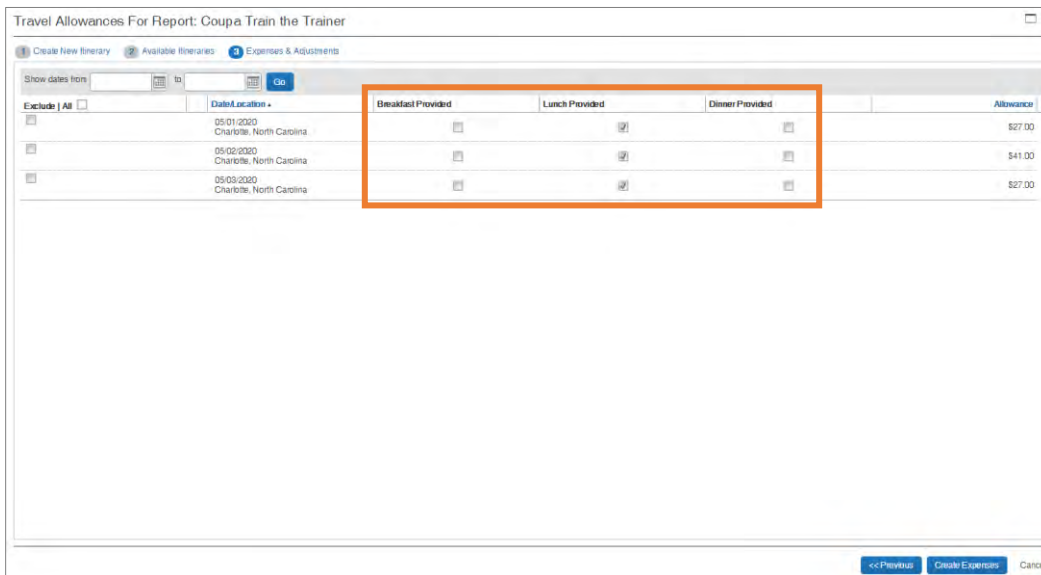 Travel Allowances For Report: Coupa Train the Trainer
1 Create New Itinerary 2 Available Itineraries 3 Expenses & Adjustments
Show dates from to Go
Exclude | All Date/Location Breakfast Provided Lunch Provided Dinner Provided Allowance
05/01/2020
Charlotte, North Carolina
$27.00
05/02/2020
Charlotte, North Carolina
$41.00
05/03/2020
Charlotte, North Carolina
$27.00
<< Previous Create Expenses Canc